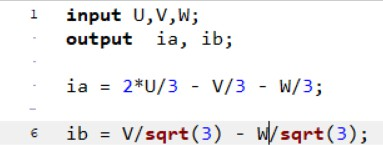 1 input U,V,W;
output ia, ib;
ia = 2*U/3 - V/3 - W/3;
6 ib = V/sqrt(3) - W/sqrt(3);